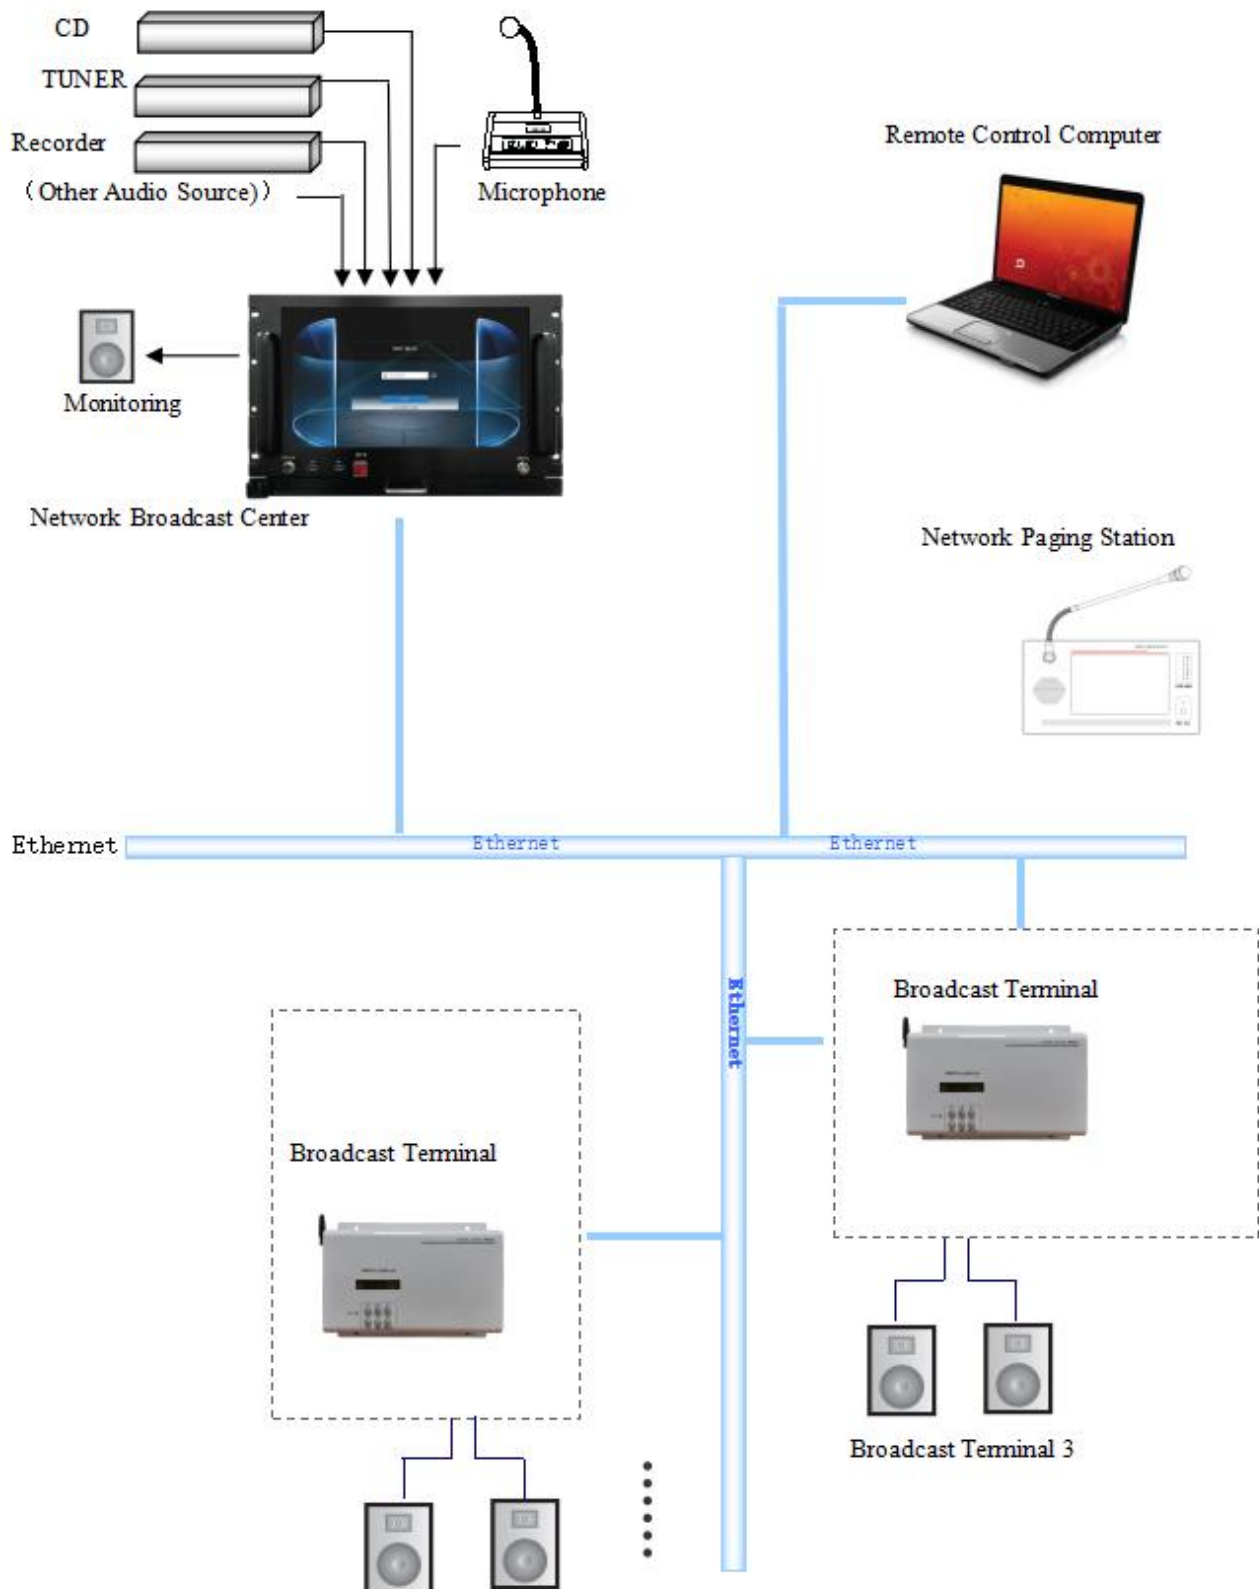 CD
TUNER
Recorder
（Other Audio Source)）
Microphone
Remote Control Computer
Monitoring
Network Broadcast Center
Network Paging Station
Ethernet
Ethernet
Ethernet
Ethernet
Broadcast Terminal
Broadcast Terminal
Broadcast Terminal 3